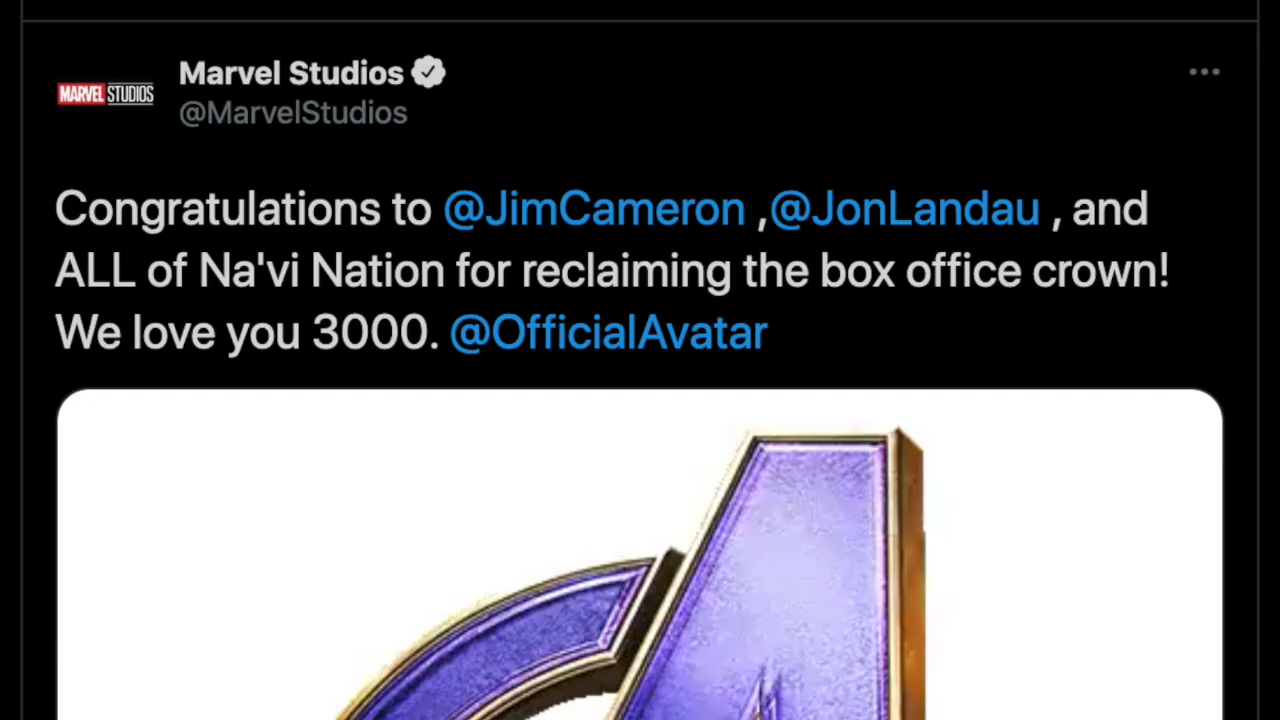 MARVEL STUDIOS
Marvel Studios
@MarvelStudios
Congratulations to @JimCameron ,@JonLandau , and
ALL of Na'vi Nation for reclaiming the box office crown!
We love you 3000. @OfficialAvatar